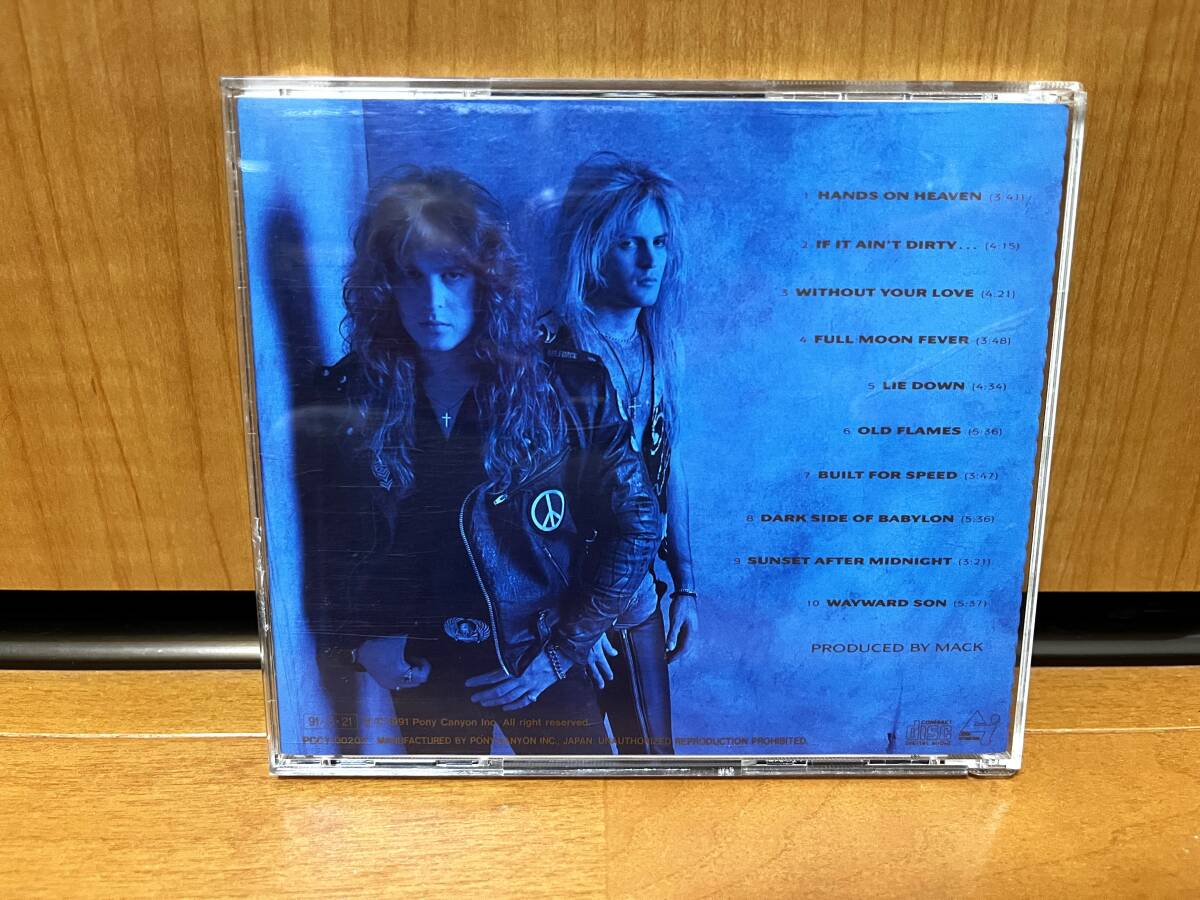 1 HANDS ON HEAVEN (3:41)
2 IF IT AIN'T DIRTY... (4:15)
3 WITHOUT YOUR LOVE (4:21)
4 FULL MOON FEVER (3:48)
5 LIE DOWN (4:34)
6 OLD FLAMES (5:36)
7 BUILT FOR SPEED (3:47)
8 DARK SIDE OF BABYLON (5:36)
9 SUNSET AFTER MIDNIGHT (3:21)
10 WAYWARD SON (5:37)
PRODUCED BY MACK
1991 Pony Canyon Inc. All right reserved.
MANUFACTURED BY PONY CANYON INC., JAPAN. UNAUTHORIZED REPRODUCTION PROHIBITED.
COMPACT
disc
DIGITAL AUDIO